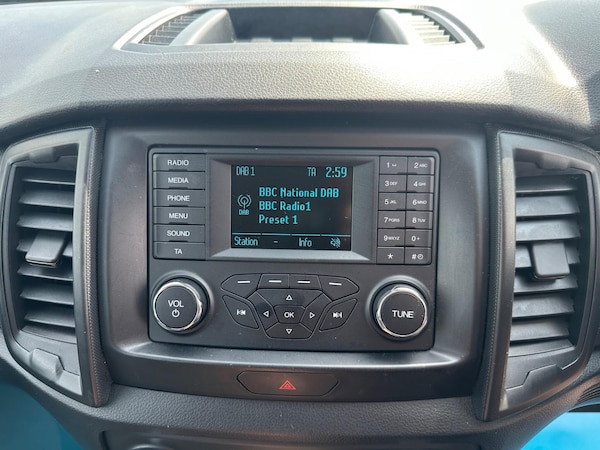 RADIO
MEDIA
PHONE
MENU
SOUND
TA
DAB 1 TA 2:59
BBC National DAB
BBC Radio1
Preset 1
DAB
Station - Info
1
2 ABC
3 DEF
4 GHI
5 JKL
6 MNO
7 PQRS
8 TUV
9 WXYZ
0 +
*
#
VOL
OK
TUNE